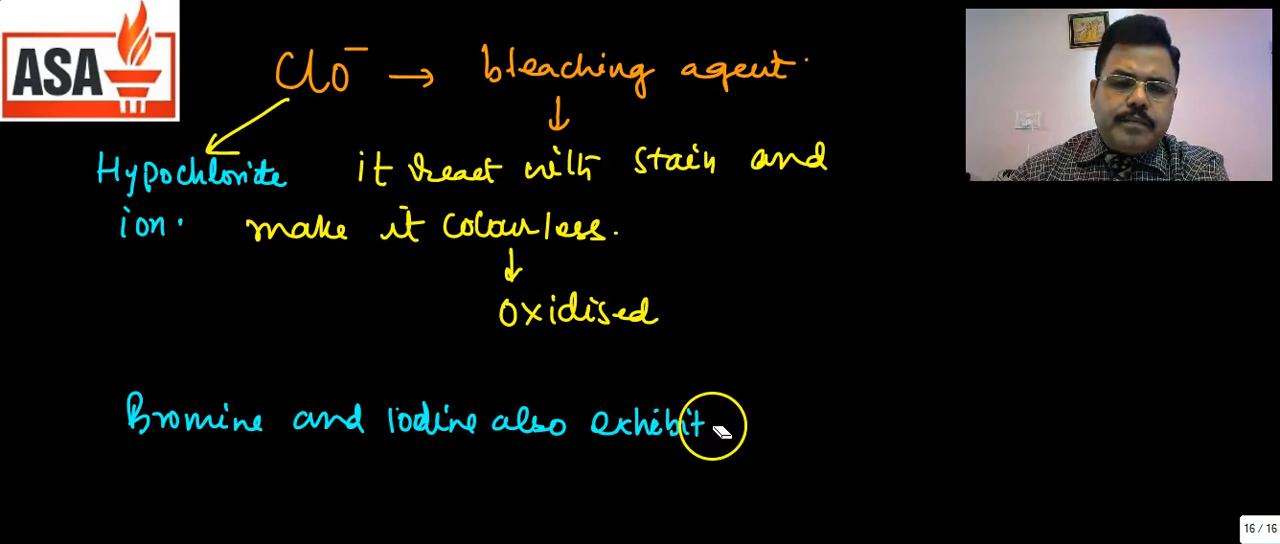 ASA
ClO⁻ → bleaching agent.
↓
Hypochlorite it react with stain and
ion. make it colourless.
↓
Oxidised
Bromine and Iodine also exhibit
16 / 16